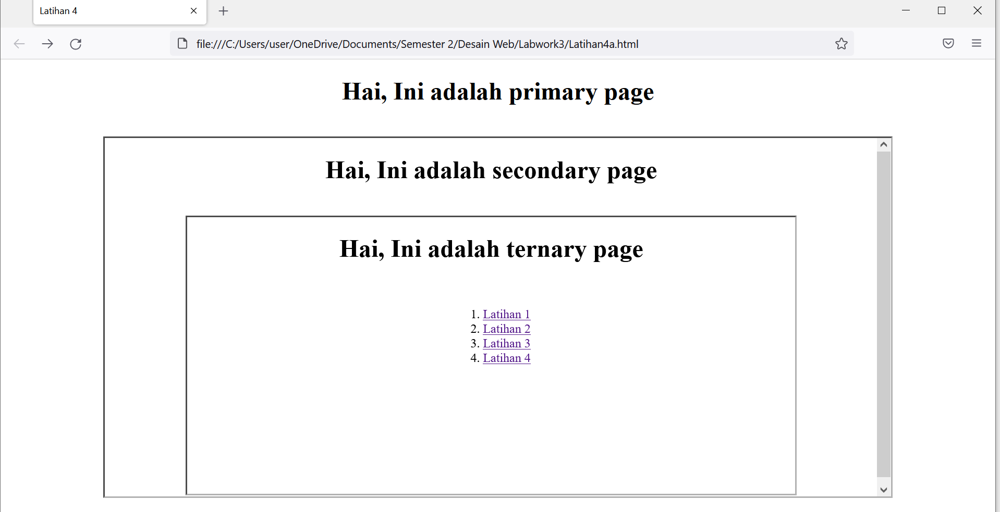 Latihan 4
file:///C:/Users/user/OneDrive/Documents/Semester 2/Desain Web/Labwork3/Latihan4a.html
Hai, Ini adalah primary page
Hai, Ini adalah secondary page
Hai, Ini adalah ternary page
1. Latihan 1
2. Latihan 2
3. Latihan 3
4. Latihan 4